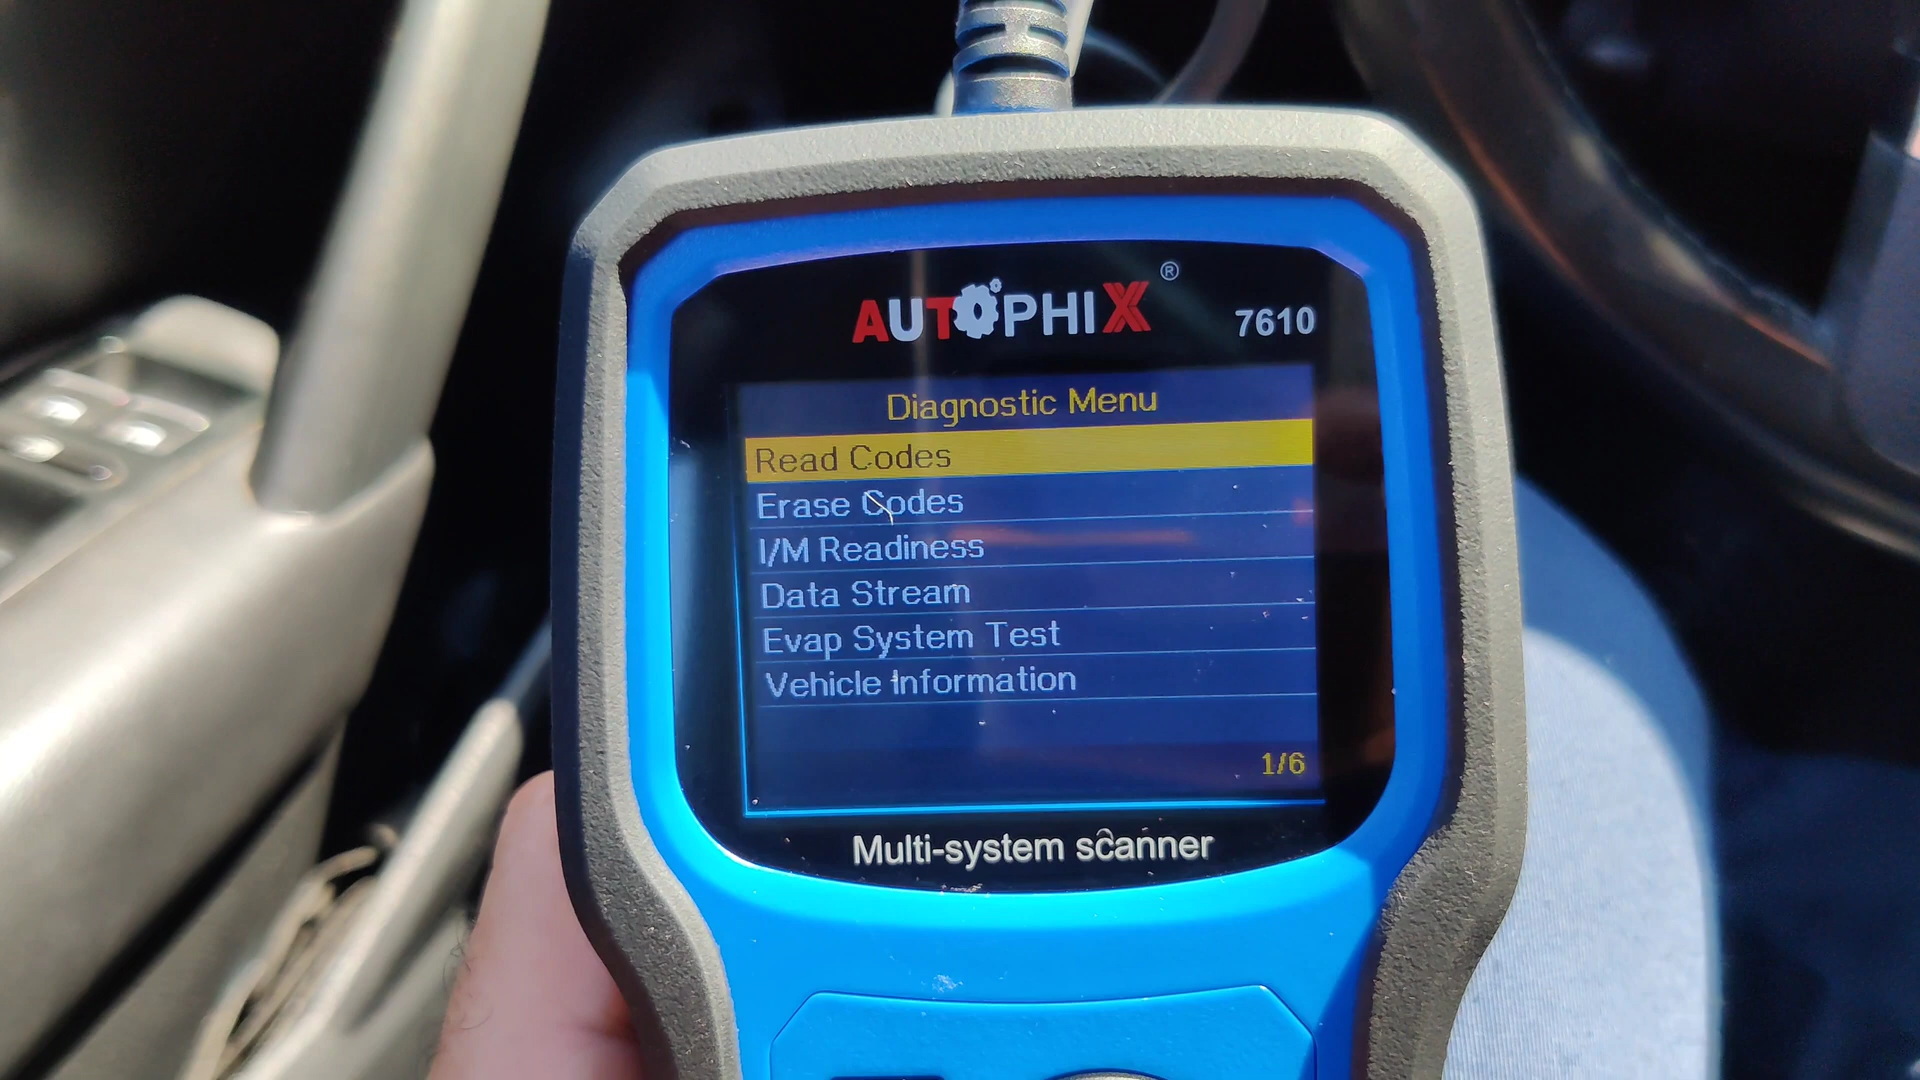 AUTOPHIX ®
7610
Diagnostic Menu
Read Codes
Erase Codes
I/M Readiness
Data Stream
Evap System Test
Vehicle Information
1/6
Multi-system scanner